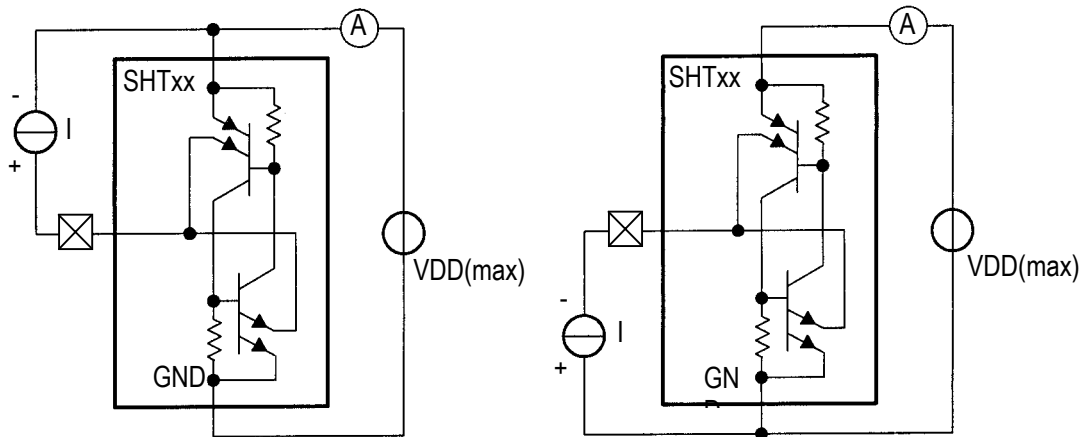 A
SHTxx
-
I
+
VDD(max)
GND
A
SHTxx
VDD(max)
-
I
+
GN